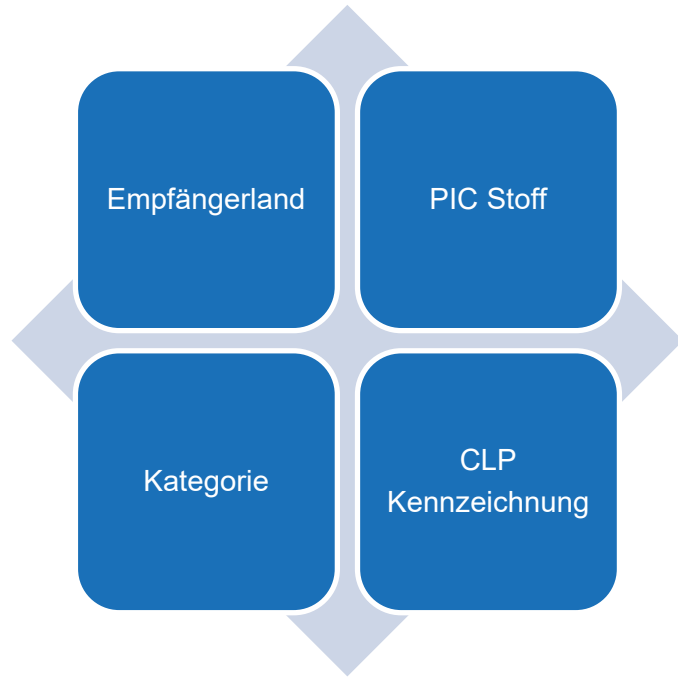 Empfängerland
PIC Stoff
Kategorie
CLP
Kennzeichnung